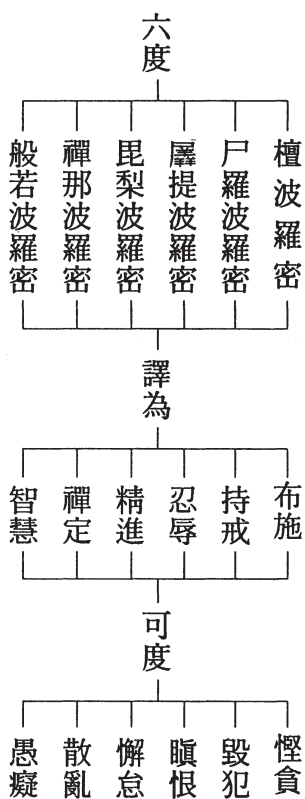 六度
檀波羅密
尸羅波羅密
羼提波羅密
毘梨波羅密
禪那波羅密
般若波羅密
譯為
布施
持戒
忍辱
精進
禪定
智慧
可度
慳貪
毀犯
瞋恨
懈怠
散亂
愚癡